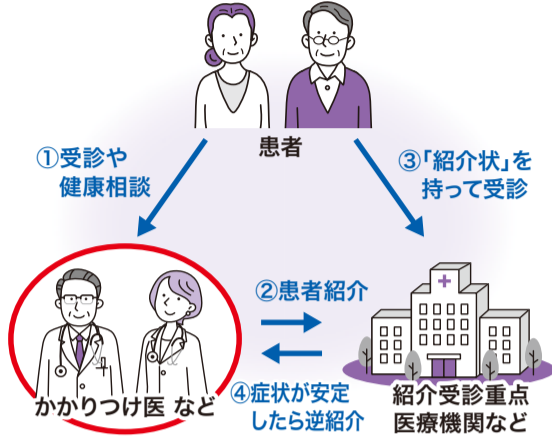 患者
①受診や
健康相談
③「紹介状」を
持って受診
②患者紹介
かかりつけ医 など
④症状が安定
したら逆紹介
紹介受診重点
医療機関など